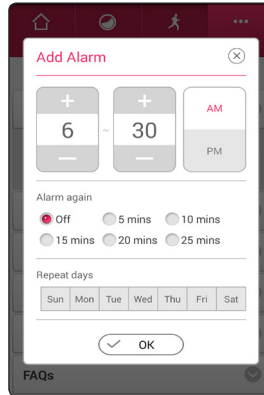 Add Alarm
6 ~ 30
AM
PM
Alarm again
Off 5 mins 10 mins
15 mins 20 mins 25 mins
Repeat days
Sun Mon Tue Wed Thu Fri Sat
OK
FAQs